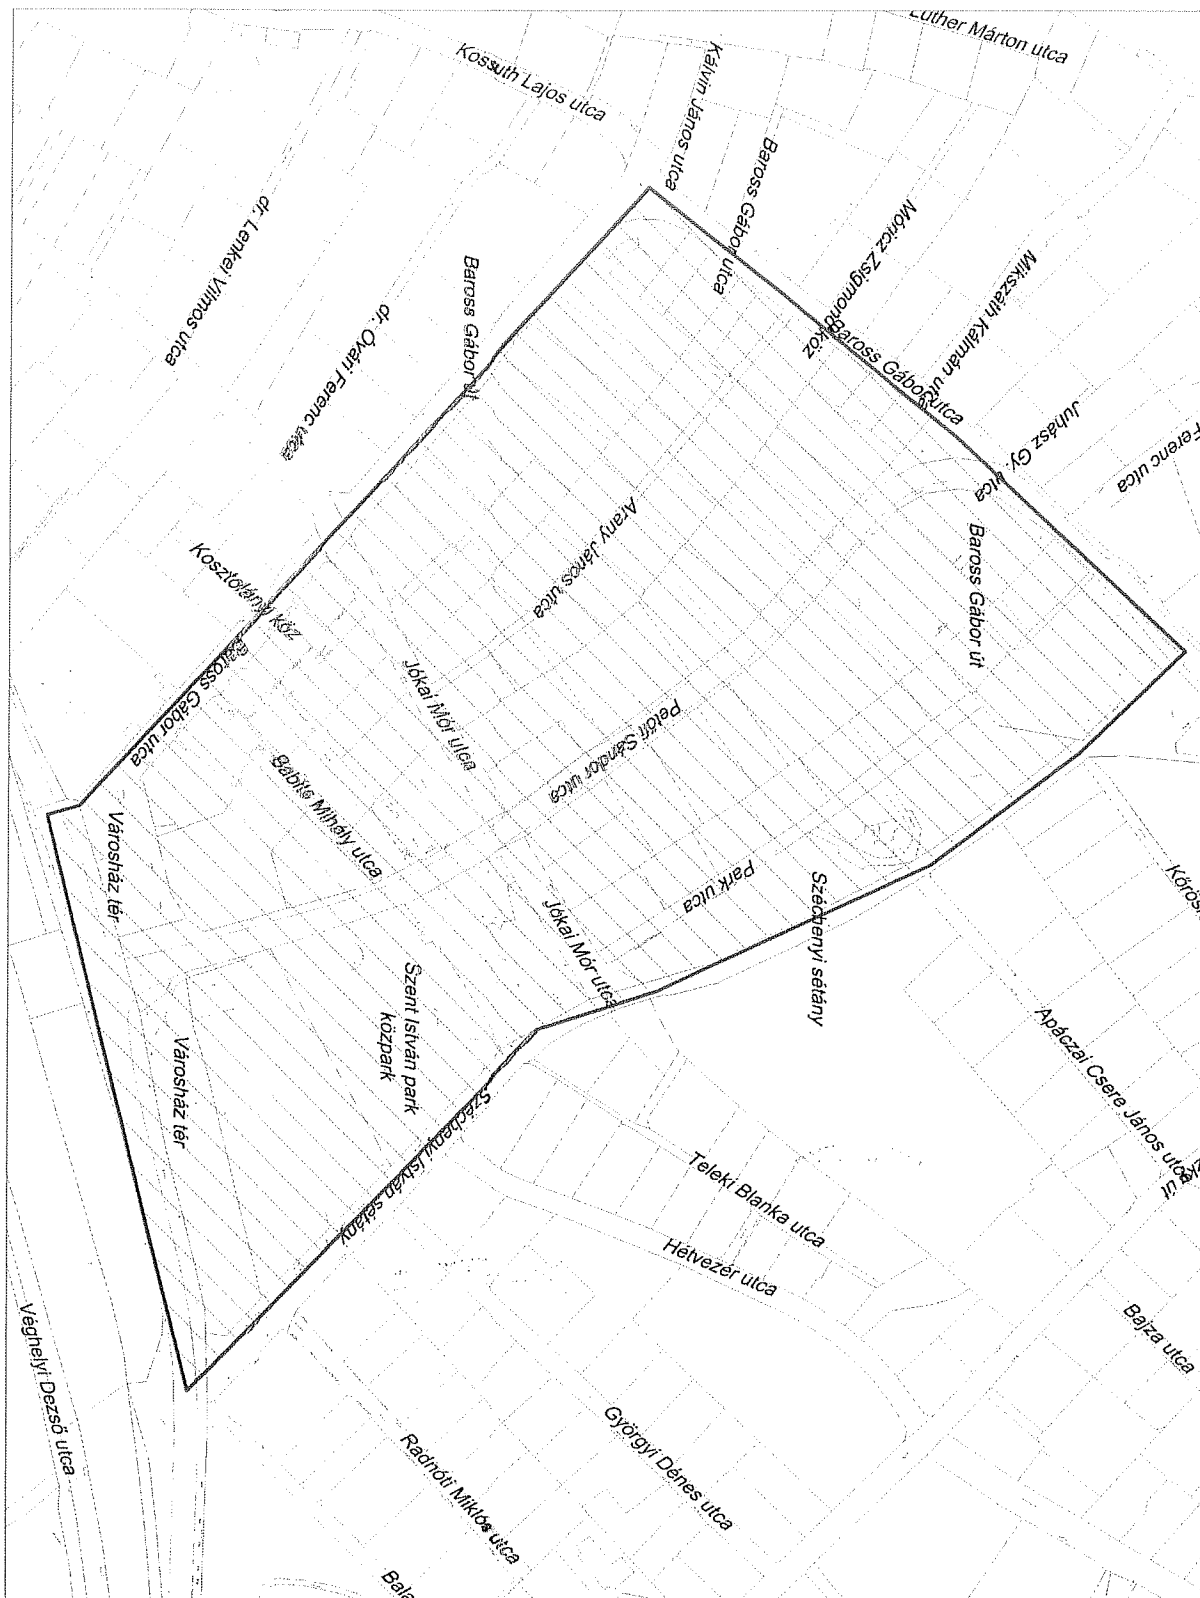 Luther Márton utca
Kossuth Lajos utca
Kálvin János utca
Baross Gábor utca
Móricz Zsigmond köz
Mikszáth Kálmán utca
dr. Lenkei Vilmos utca
dr. Óvári Ferenc utca
Baross Gábor út
Baross Gábor utca
Juhász Gy. utca
Ferenc utca
Arany János utca
Baross Gábor út
Kosztolányi köz
Baross Gábor utca
Jókai Mór utca
Petőfi Sándor utca
Babits Mihály utca
Városház tér
Park utca
Széchenyi sétány
Jókai Mór utca
Szent István park
közpark
Városház tér
Széchenyi István sétány
Apáczai Csere János utca
út
Teleki Blanka utca
Hétvezér utca
Bajza utca
Véghelyi Dezső utca
Györgyi Dénes utca
Radnóti Miklós utca